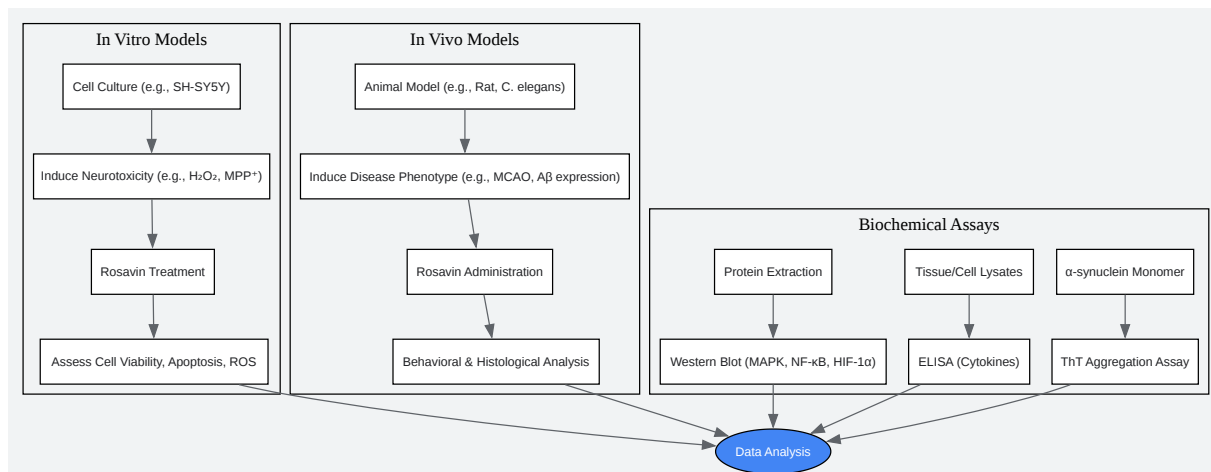 In Vitro Models
Cell Culture (e.g., SH-SY5Y)
Induce Neurotoxicity (e.g., H₂O₂, MPP⁺)
Rosavin Treatment
Assess Cell Viability, Apoptosis, ROS
In Vivo Models
Animal Model (e.g., Rat, C. elegans)
Induce Disease Phenotype (e.g., MCAO, Aβ expression)
Rosavin Administration
Behavioral & Histological Analysis
Biochemical Assays
Protein Extraction
Western Blot (MAPK, NF-κB, HIF-1α)
Tissue/Cell Lysates
ELISA (Cytokines)
α-synuclein Monomer
ThT Aggregation Assay
Data Analysis